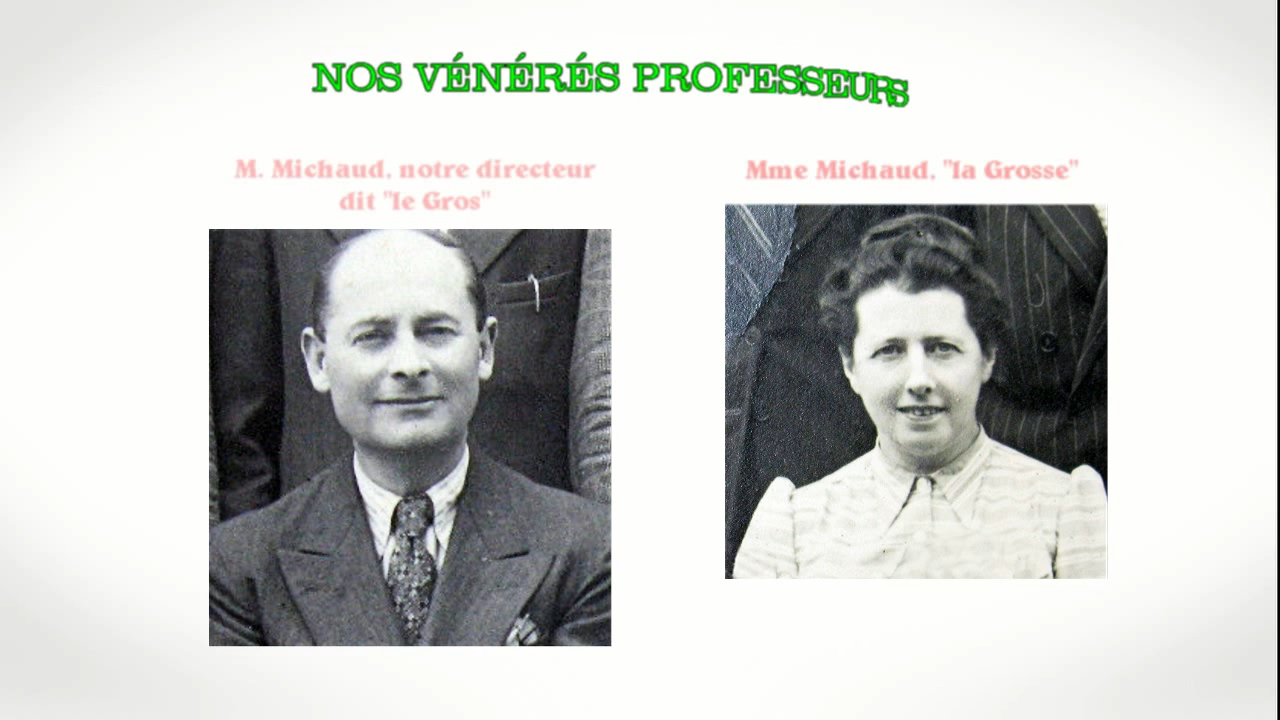 NOS VÉNÉRÉS PROFESSEURS
M. Michaud, notre directeur
dit "le Gros"
Mme Michaud, "la Grosse"